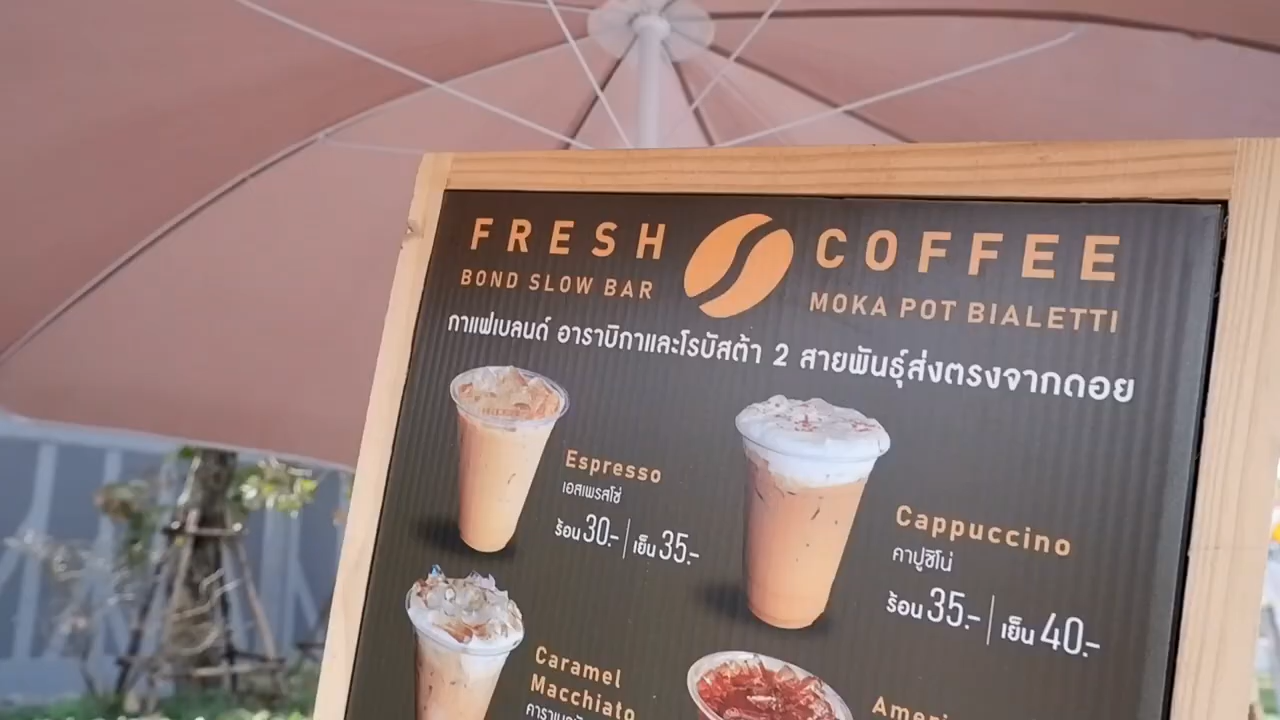 FRESH COFFEE
BOND SLOW BAR
MOKA POT BIALETTI
กาแฟเบลนด์ อาราบิกาและโรบัสต้า 2 สายพันธุ์ส่งตรงจากดอย
Espresso
เอสเพรสโซ่
ร้อน 30.- | เย็น 35.-
Cappuccino
คาปูชิโน่
ร้อน 35.- | เย็น 40.-
Caramel
Macchiato